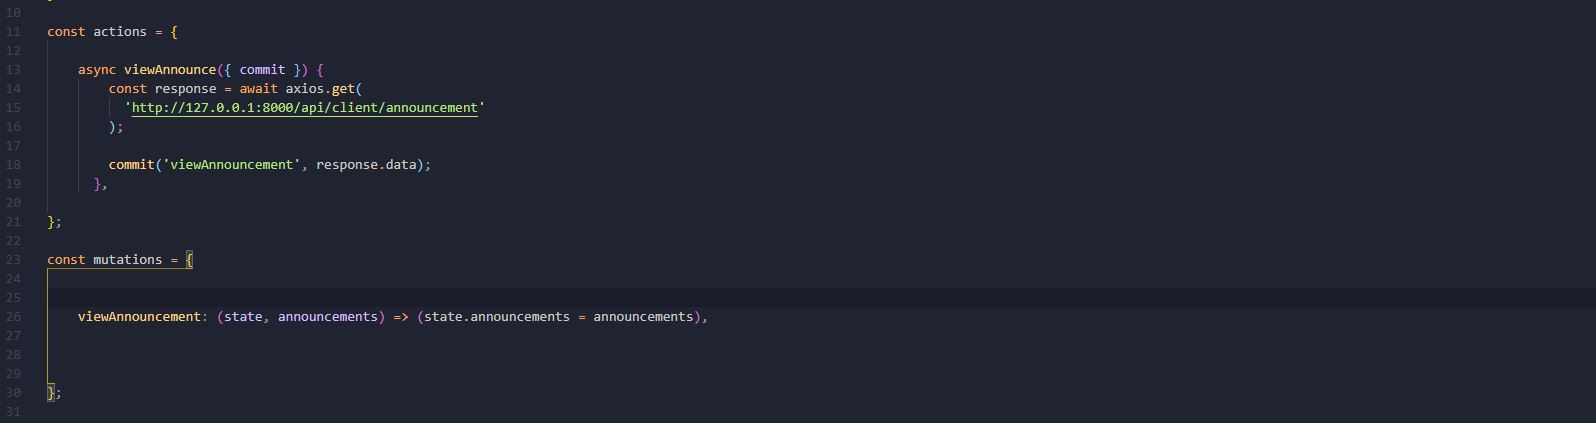 10
11 const actions = {
12
13 async viewAnnounce({ commit }) {
14 const response = await axios.get(
15 'http://127.0.0.1:8000/api/client/announcement'
16 );
17
18 commit('viewAnnouncement', response.data);
19 },
20
21 };
22
23 const mutations = {
24
25
26 viewAnnouncement: (state, announcements) => (state.announcements = announcements),
27
28
29
30 };
31